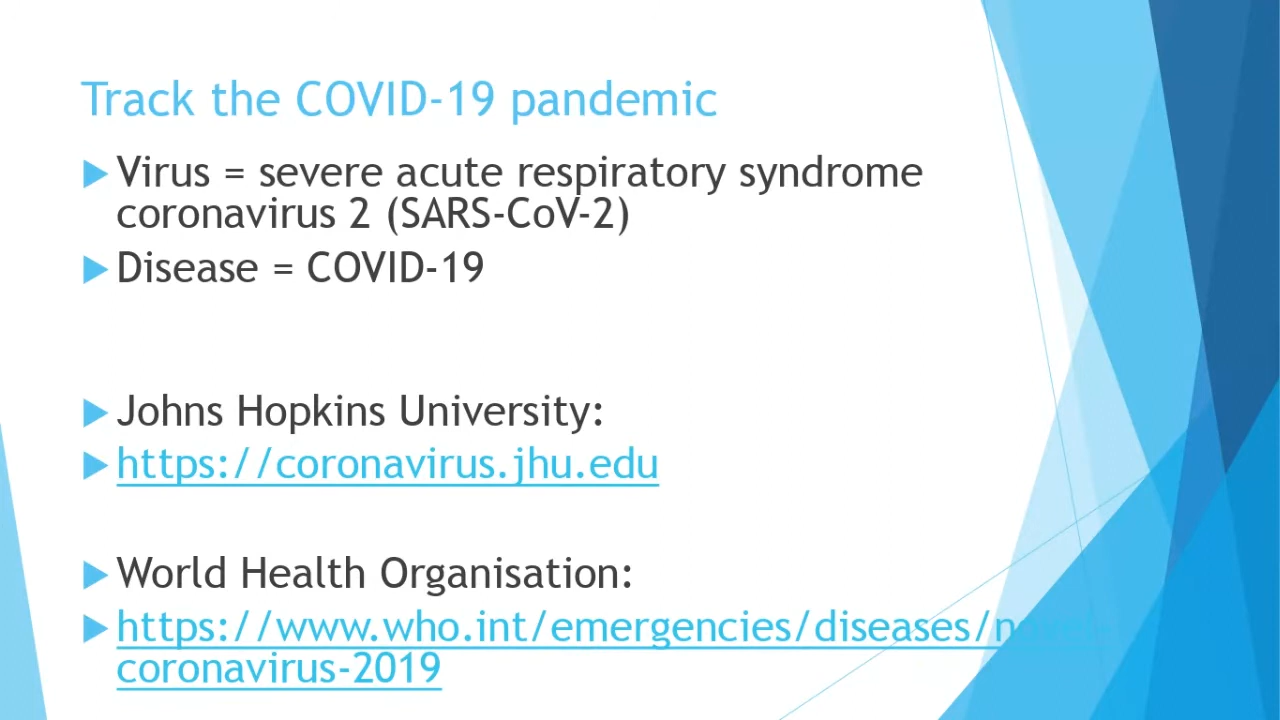 Track the COVID-19 pandemic
Virus = severe acute respiratory syndrome
coronavirus 2 (SARS-CoV-2)
Disease = COVID-19
Johns Hopkins University:
https://coronavirus.jhu.edu
World Health Organisation:
https://www.who.int/emergencies/diseases/novel-
coronavirus-2019